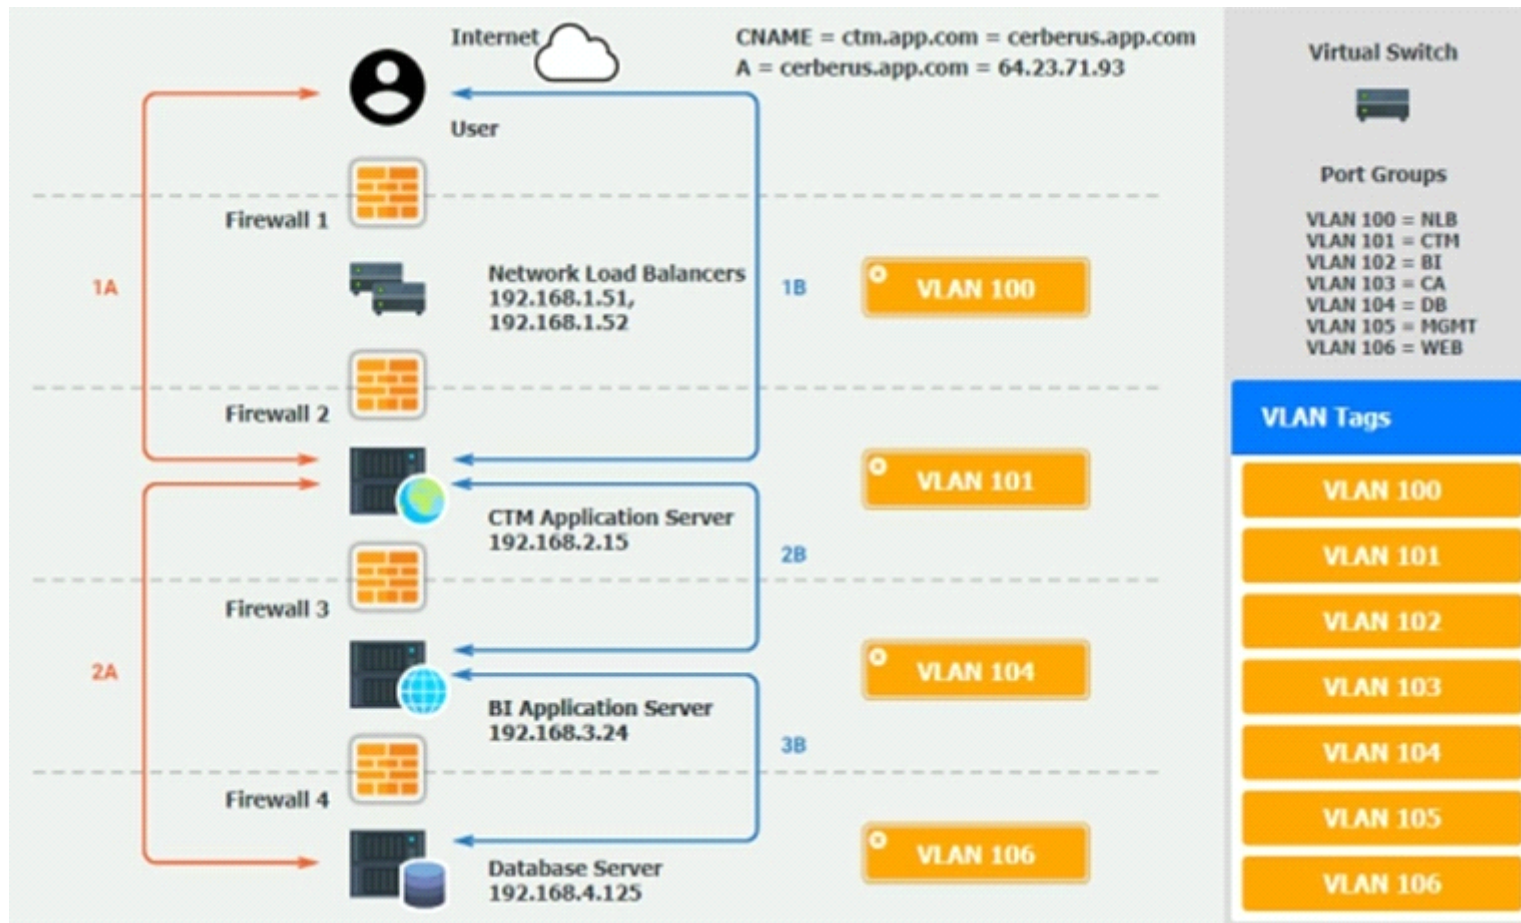 Internet
CNAME = ctm.app.com = cerberus.app.com
A = cerberus.app.com = 64.23.71.93
User
Firewall 1
1A
Network Load Balancers
192.168.1.51,
192.168.1.52
1B
VLAN 100
Firewall 2
VLAN 101
CTM Application Server
192.168.2.15
2B
Firewall 3
2A
VLAN 104
BI Application Server
192.168.3.24
3B
Firewall 4
VLAN 106
Database Server
192.168.4.125
Virtual Switch
Port Groups
VLAN 100 = NLB
VLAN 101 = CTM
VLAN 102 = BI
VLAN 103 = CA
VLAN 104 = DB
VLAN 105 = MGMT
VLAN 106 = WEB
VLAN Tags
VLAN 100
VLAN 101
VLAN 102
VLAN 103
VLAN 104
VLAN 105
VLAN 106